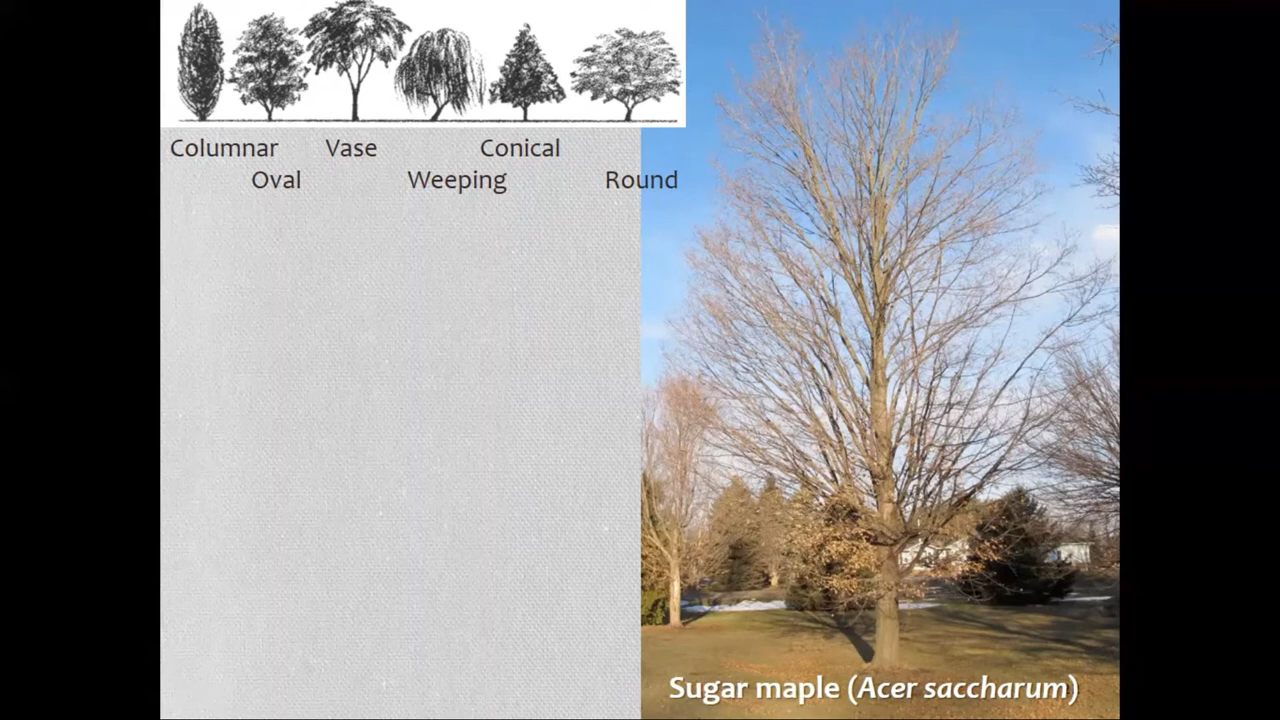 Columnar Vase Conical
Oval Weeping Round
Sugar maple (Acer saccharum)